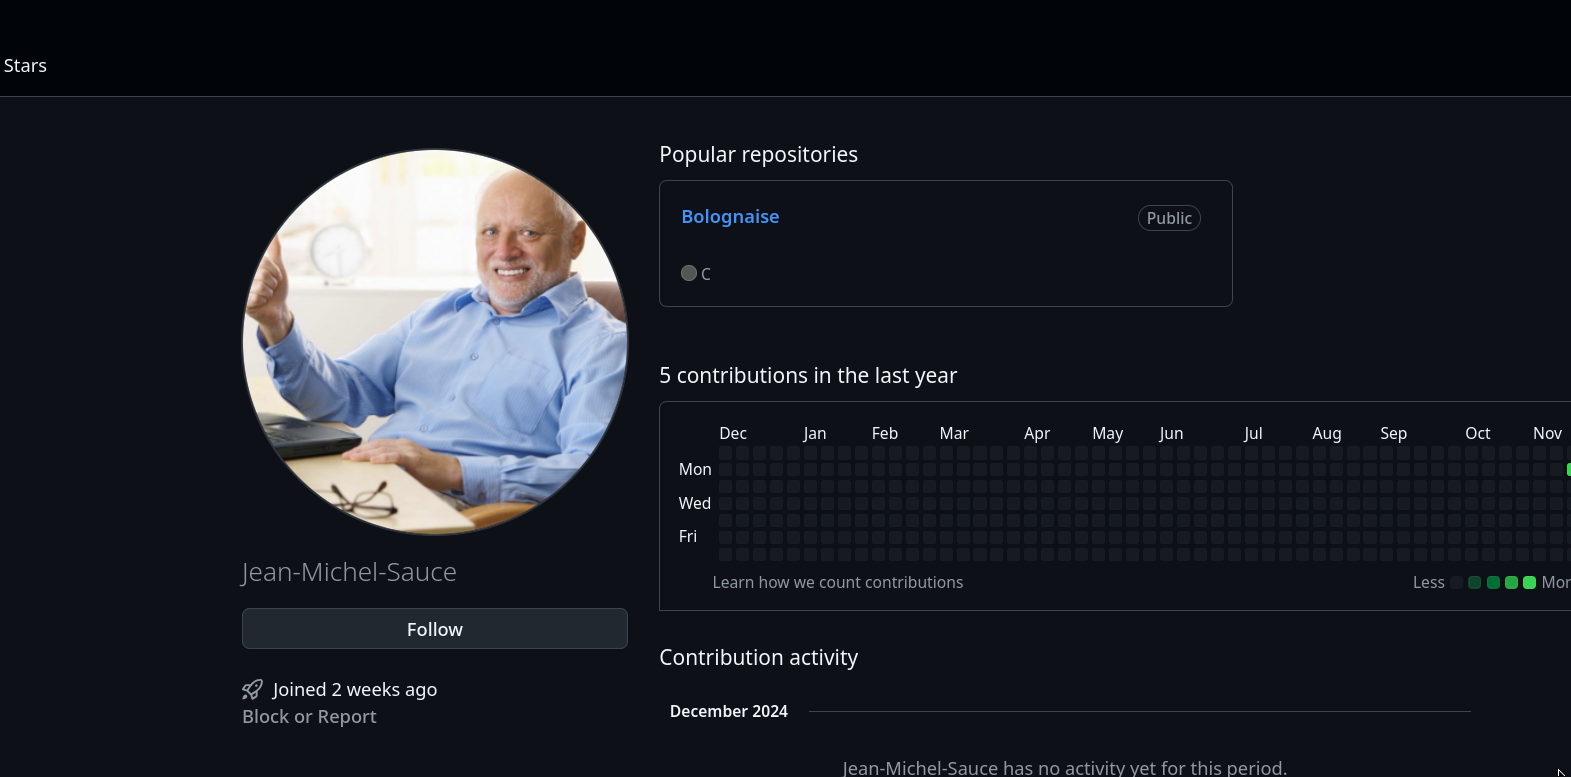 Stars
Popular repositories
Bolognaise
Public
C
5 contributions in the last year
Dec Jan Feb Mar Apr May Jun Jul Aug Sep Oct Nov
Mon
Wed
Fri
Learn how we count contributions
Less Mor
Jean-Michel-Sauce
Follow
Joined 2 weeks ago
Block or Report
Contribution activity
December 2024
Jean-Michel-Sauce has no activity yet for this period.